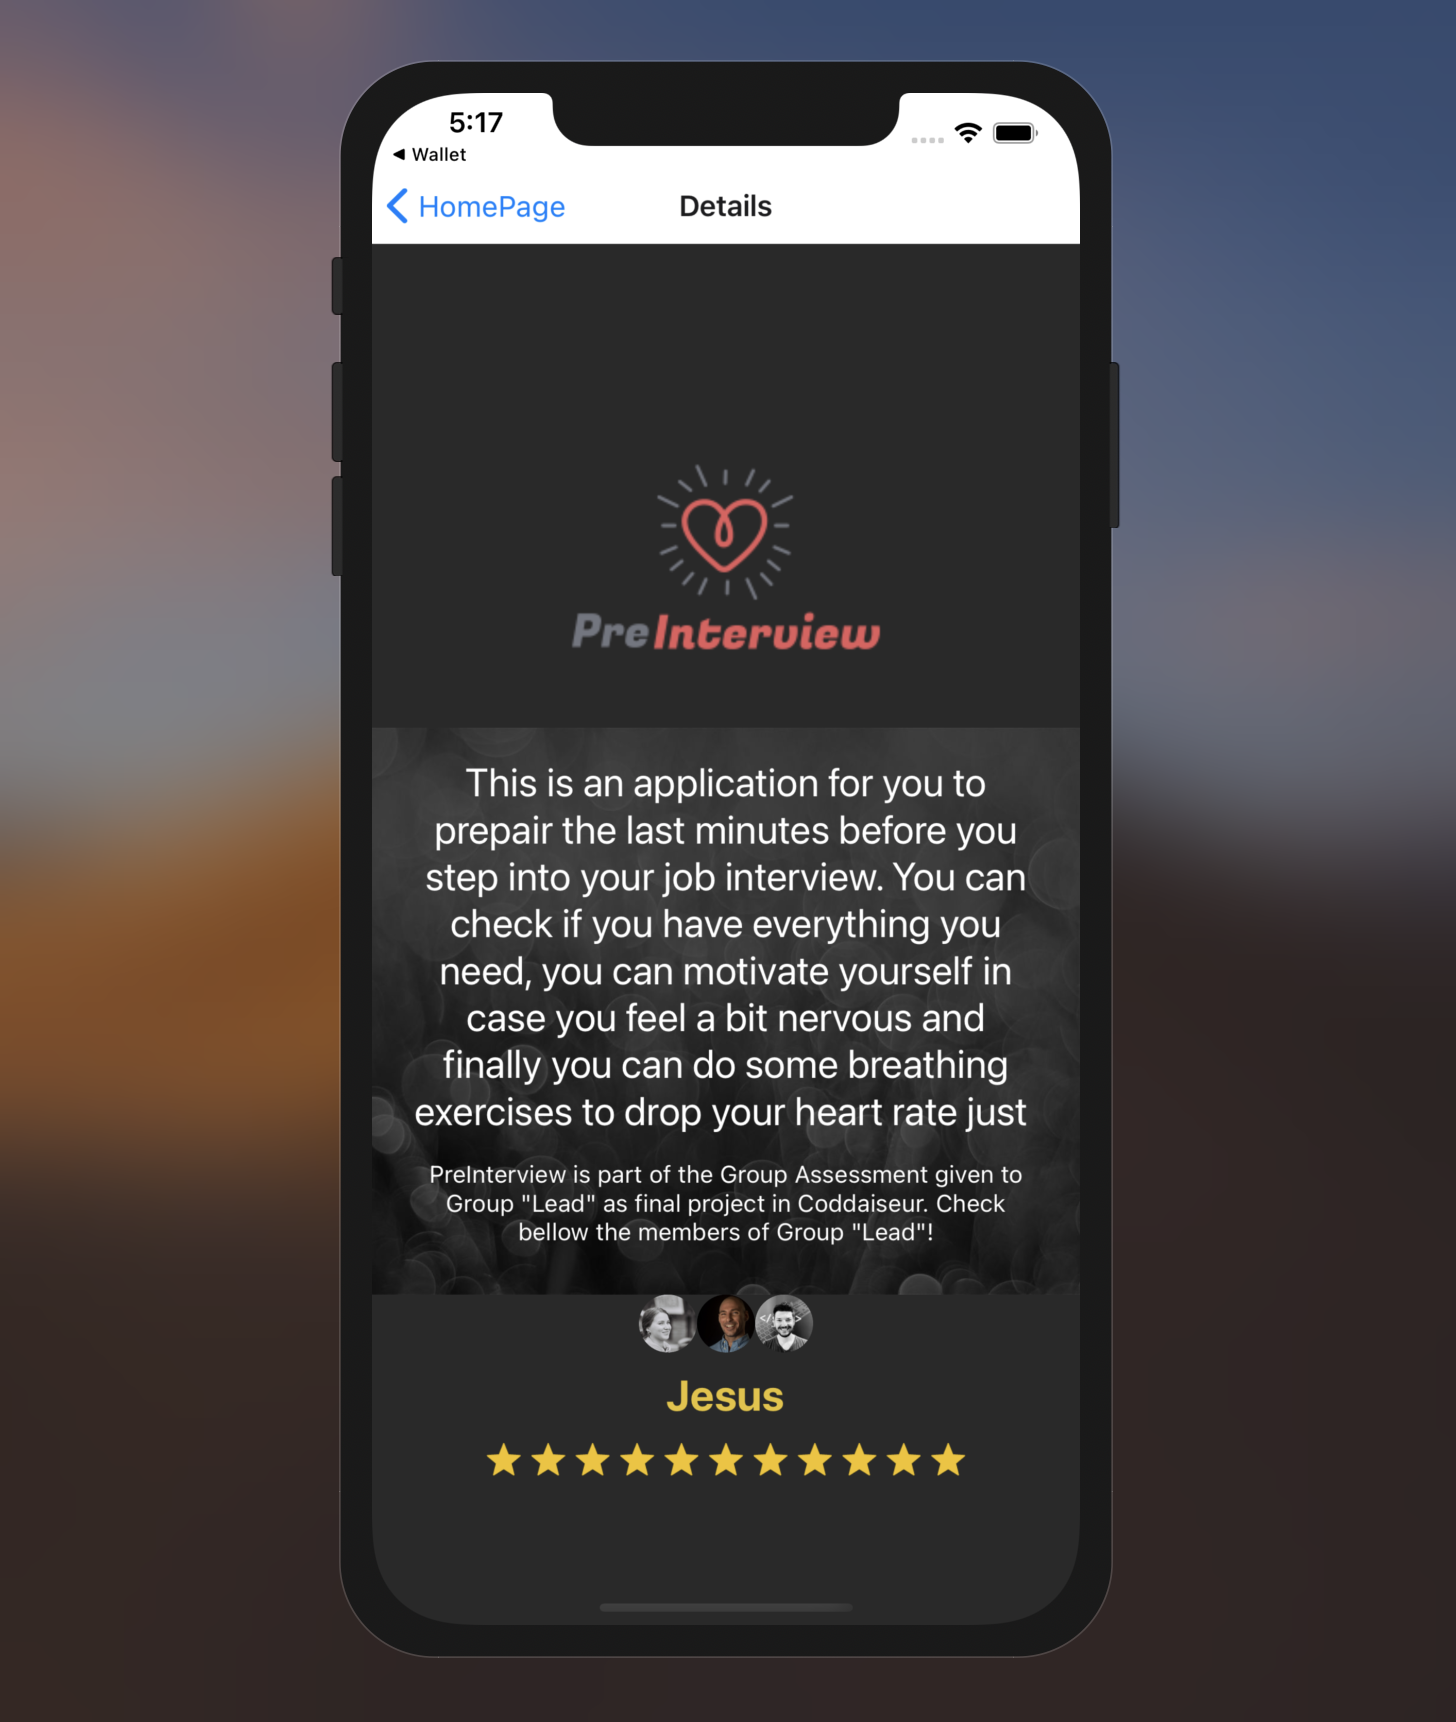 5:17
◀ Wallet
HomePage
Details
PreInterview
This is an application for you to
prepair the last minutes before you
step into your job interview. You can
check if you have everything you
need, you can motivate yourself in
case you feel a bit nervous and
finally you can do some breathing
exercises to drop your heart rate just
PreInterview is part of the Group Assessment given to
Group "Lead" as final project in Coddaiseur. Check
bellow the members of Group "Lead"!
Jesus